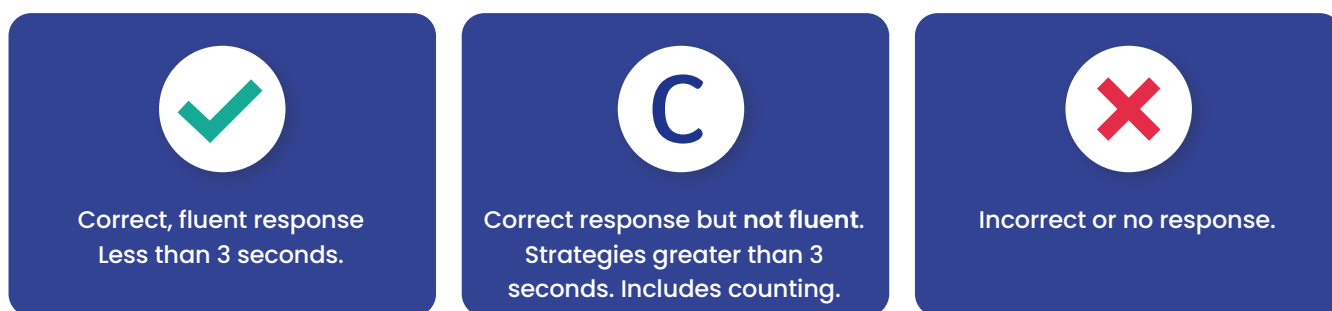 Correct, fluent response
Less than 3 seconds.
C
Correct response but not fluent.
Strategies greater than 3
seconds. Includes counting.
Incorrect or no response.